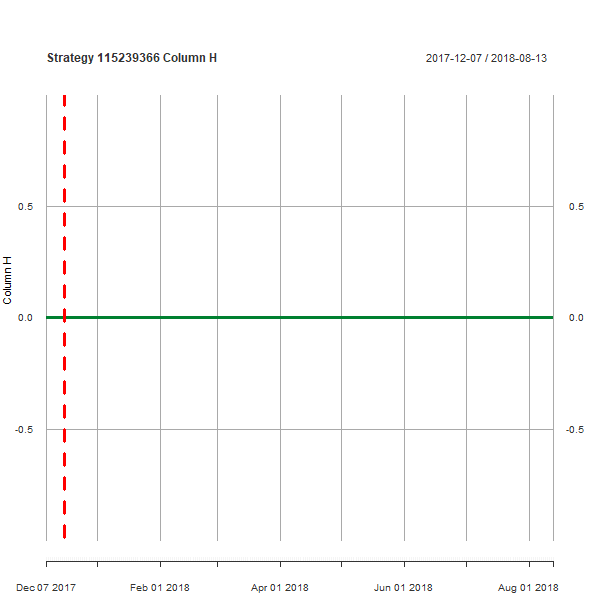 Strategy 115239366 Column H
2017-12-07 / 2018-08-13
0.5
0.5
Column H
0.0
0.0
-0.5
-0.5
Dec 07 2017
Feb 01 2018
Apr 01 2018
Jun 01 2018
Aug 01 2018